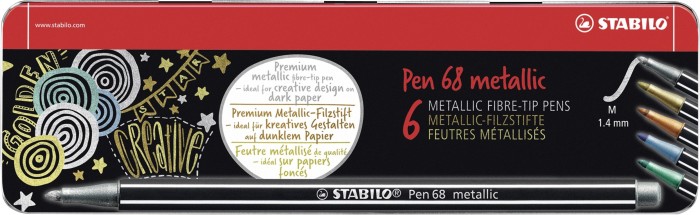 www.stabilo.com
STABILO®
GOLDEN
STAR
CREATIVE
Premium
metallic fibre-tip pen
– ideal for creative design on
dark paper
Premium Metallic-Filzstift
– ideal für kreatives Gestalten
auf dunklem Papier
Feutre métallisé de qualité
– idéal sur papiers
foncés
Pen 68 metallic
6 METALLIC FIBRE-TIP PENS
METALLIC-FILZSTIFTE
FEUTRES MÉTALLISÉS
M
1.4 mm
STABILO® Pen 68 metallic